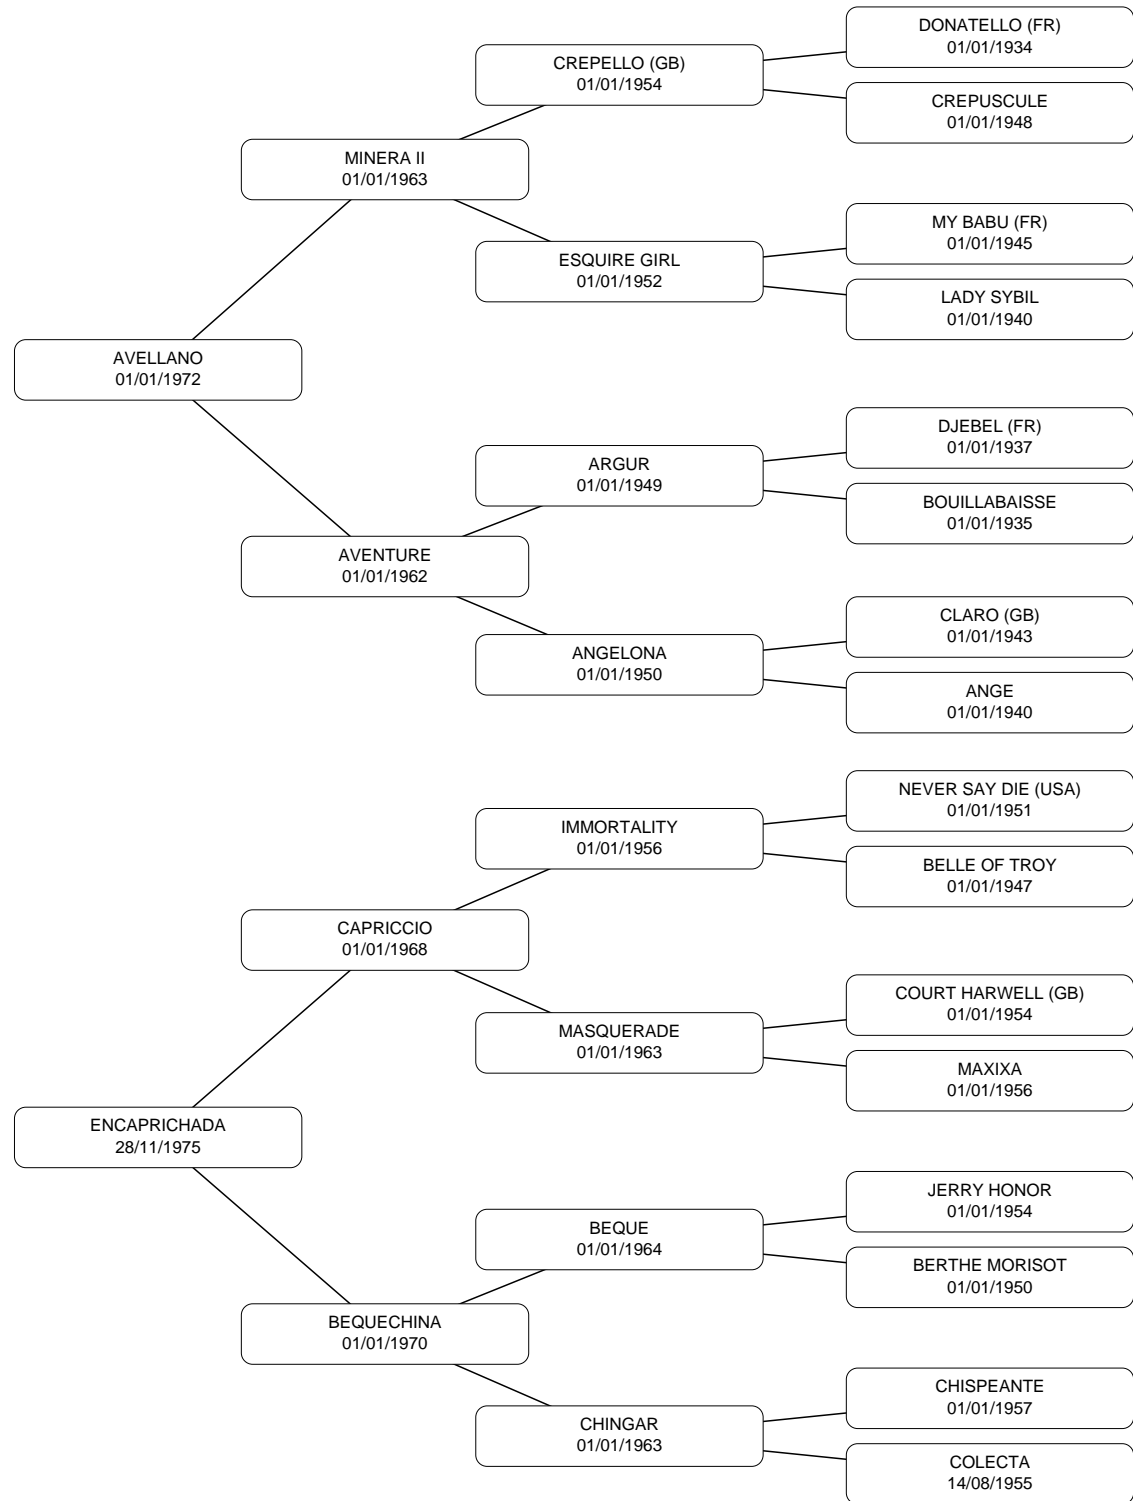 DONATELLO (FR)
01/01/1934
CREPELLO (GB)
01/01/1954
CREPUSCULE
01/01/1948
MINERA II
01/01/1963
MY BABU (FR)
01/01/1945
ESQUIRE GIRL
01/01/1952
LADY SYBIL
01/01/1940
AVELLANO
01/01/1972
DJEBEL (FR)
01/01/1937
ARGUR
01/01/1949
BOUILLABAISSE
01/01/1935
AVENTURE
01/01/1962
CLARO (GB)
01/01/1943
ANGELONA
01/01/1950
ANGE
01/01/1940
NEVER SAY DIE (USA)
01/01/1951
IMMORTALITY
01/01/1956
BELLE OF TROY
01/01/1947
CAPRICCIO
01/01/1968
COURT HARWELL (GB)
01/01/1954
MASQUERADE
01/01/1963
MAXIXA
01/01/1956
ENCAPRICHADA
28/11/1975
JERRY HONOR
01/01/1954
BEQUE
01/01/1964
BERTHE MORISOT
01/01/1950
BEQUECHINA
01/01/1970
CHISPEANTE
01/01/1957
CHINGAR
01/01/1963
COLECTA
14/08/1955